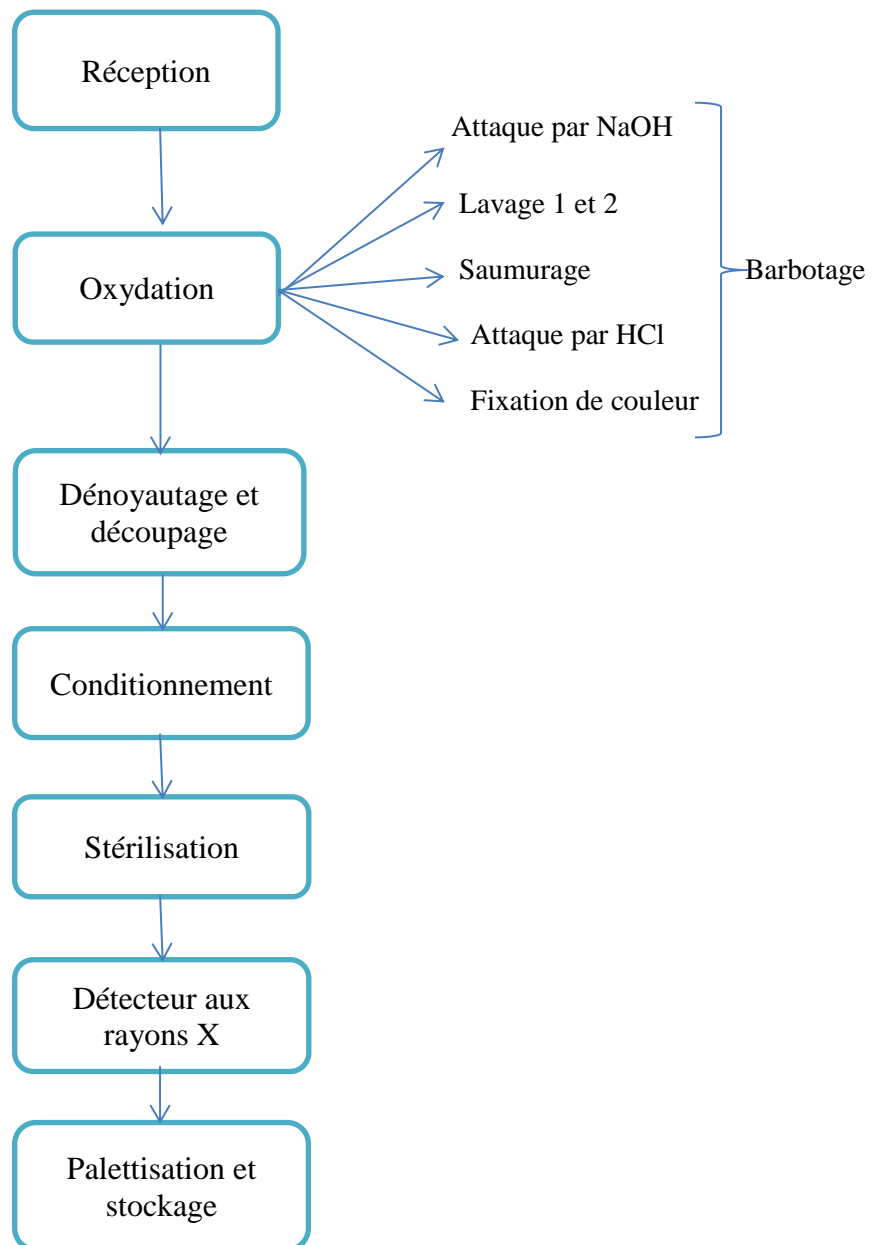 Réception
Oxydation
Attaque par NaOH
Lavage 1 et 2
Saumurage
Attaque par HCl
Fixation de couleur
Barbotage
Dénoyautage et
découpage
Conditionnement
Stérilisation
Détecteur aux
rayons X
Palettisation et
stockage